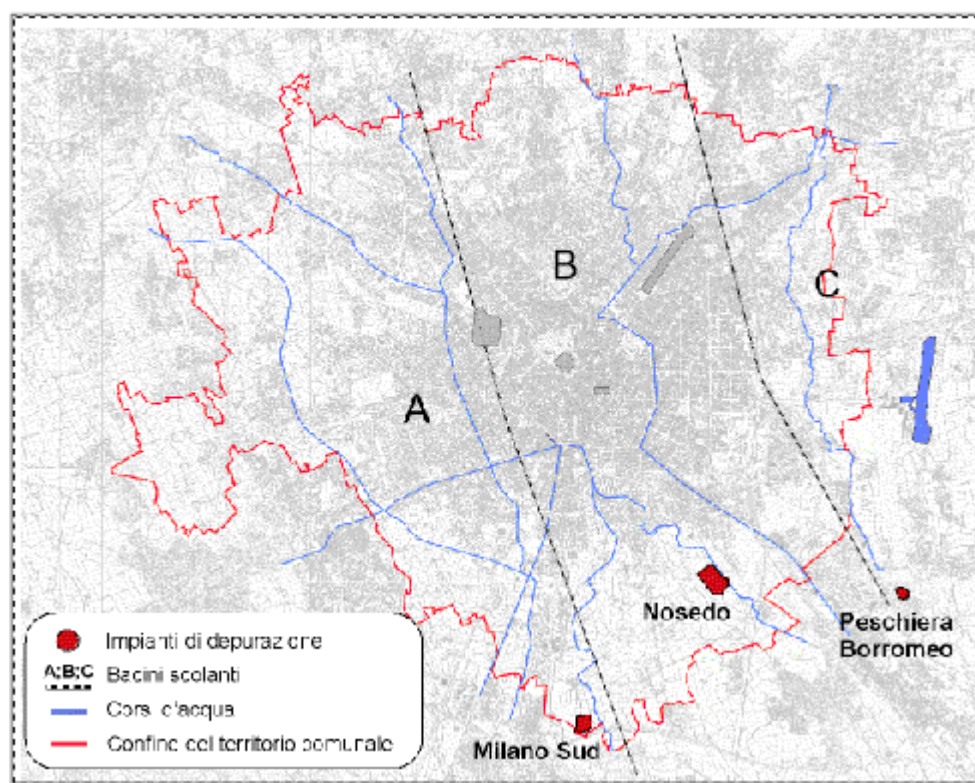 B
C
A
Nosedo
Peschiera
Borromeo
Milano Sud
Impianti di depurazione
A;B;C Bacini scolanti
Corsi d'acqua
Confine del territorio comunale